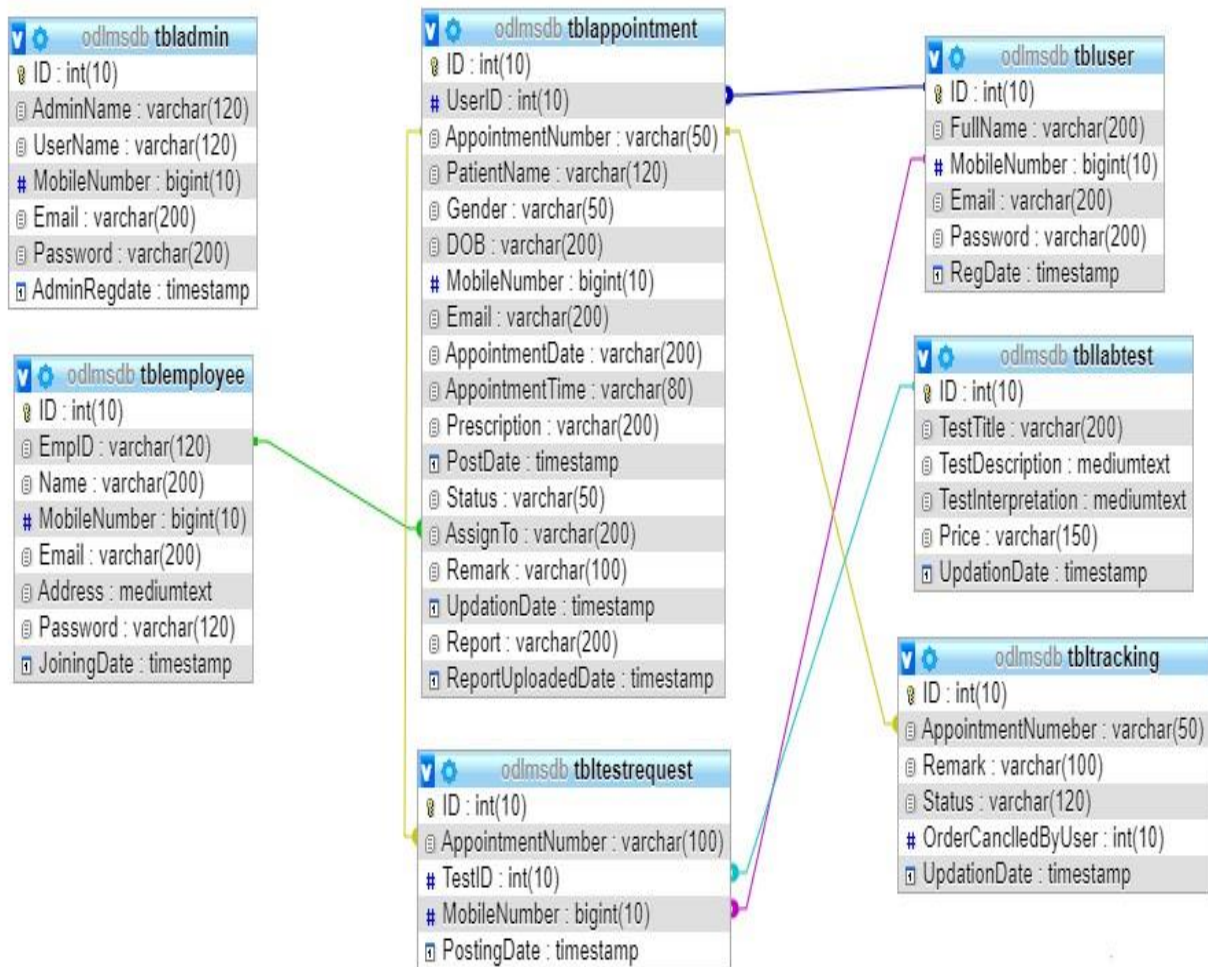 odlmsdb tbladmin
ID : int(10)
AdminName : varchar(120)
UserName : varchar(120)
MobileNumber : bigint(10)
Email : varchar(200)
Password : varchar(200)
AdminRegdate : timestamp
odlmsdb tblemployee
ID : int(10)
EmpID : varchar(120)
Name : varchar(200)
MobileNumber : bigint(10)
Email : varchar(200)
Address : mediumtext
Password : varchar(120)
JoiningDate : timestamp
odlmsdb tblappointment
ID : int(10)
UserID : int(10)
AppointmentNumber : varchar(50)
PatientName : varchar(120)
Gender : varchar(50)
DOB : varchar(200)
MobileNumber : bigint(10)
Email : varchar(200)
AppointmentDate : varchar(200)
AppointmentTime : varchar(80)
Prescription : varchar(200)
PostDate : timestamp
Status : varchar(50)
AssignTo : varchar(200)
Remark : varchar(100)
UpdationDate : timestamp
Report : varchar(200)
ReportUploadedDate : timestamp
odlmsdb tbltestrequest
ID : int(10)
AppointmentNumber : varchar(100)
TestID : int(10)
MobileNumber : bigint(10)
PostingDate : timestamp
odlmsdb tbluser
ID : int(10)
FullName : varchar(200)
MobileNumber : bigint(10)
Email : varchar(200)
Password : varchar(200)
RegDate : timestamp
odlmsdb tbllabtest
ID : int(10)
TestTitle : varchar(200)
TestDescription : mediumtext
TestInterpretation : mediumtext
Price : varchar(150)
UpdationDate : timestamp
odlmsdb tbltracking
ID : int(10)
AppointmentNumeber : varchar(50)
Remark : varchar(100)
Status : varchar(120)
OrderCanclledByUser : int(10)
UpdationDate : timestamp